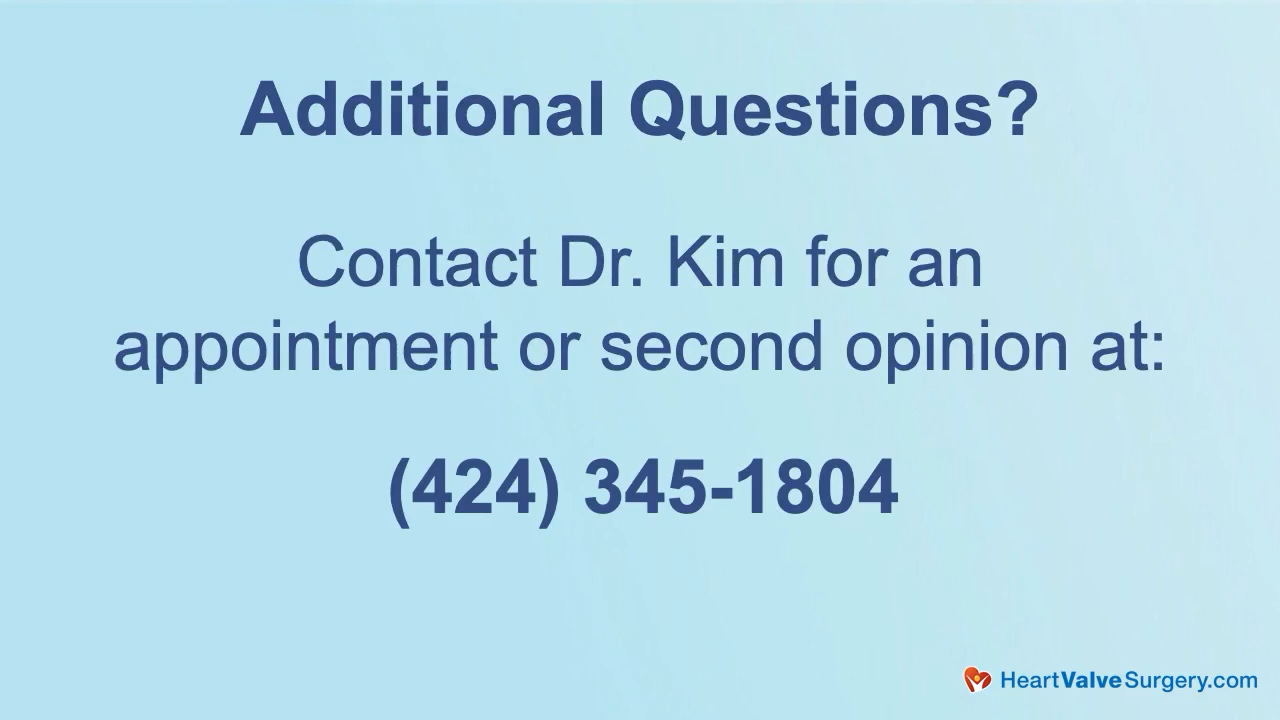 Additional Questions?
Contact Dr. Kim for an
appointment or second opinion at:
(424) 345-1804
HeartValveSurgery.com